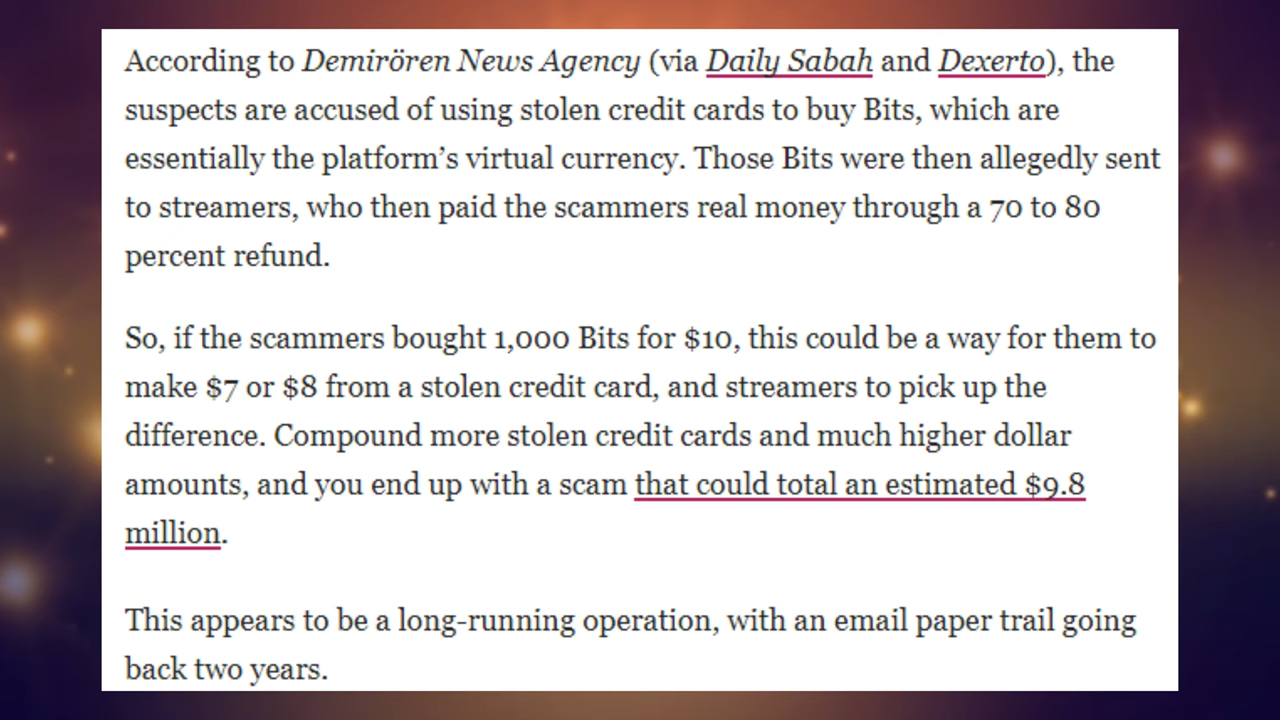 According to Demirören News Agency (via Daily Sabah and Dexerto), the
suspects are accused of using stolen credit cards to buy Bits, which are
essentially the platform’s virtual currency. Those Bits were then allegedly sent
to streamers, who then paid the scammers real money through a 70 to 80
percent refund.
So, if the scammers bought 1,000 Bits for $10, this could be a way for them to
make $7 or $8 from a stolen credit card, and streamers to pick up the
difference. Compound more stolen credit cards and much higher dollar
amounts, and you end up with a scam that could total an estimated $9.8
million.
This appears to be a long-running operation, with an email paper trail going
back two years.